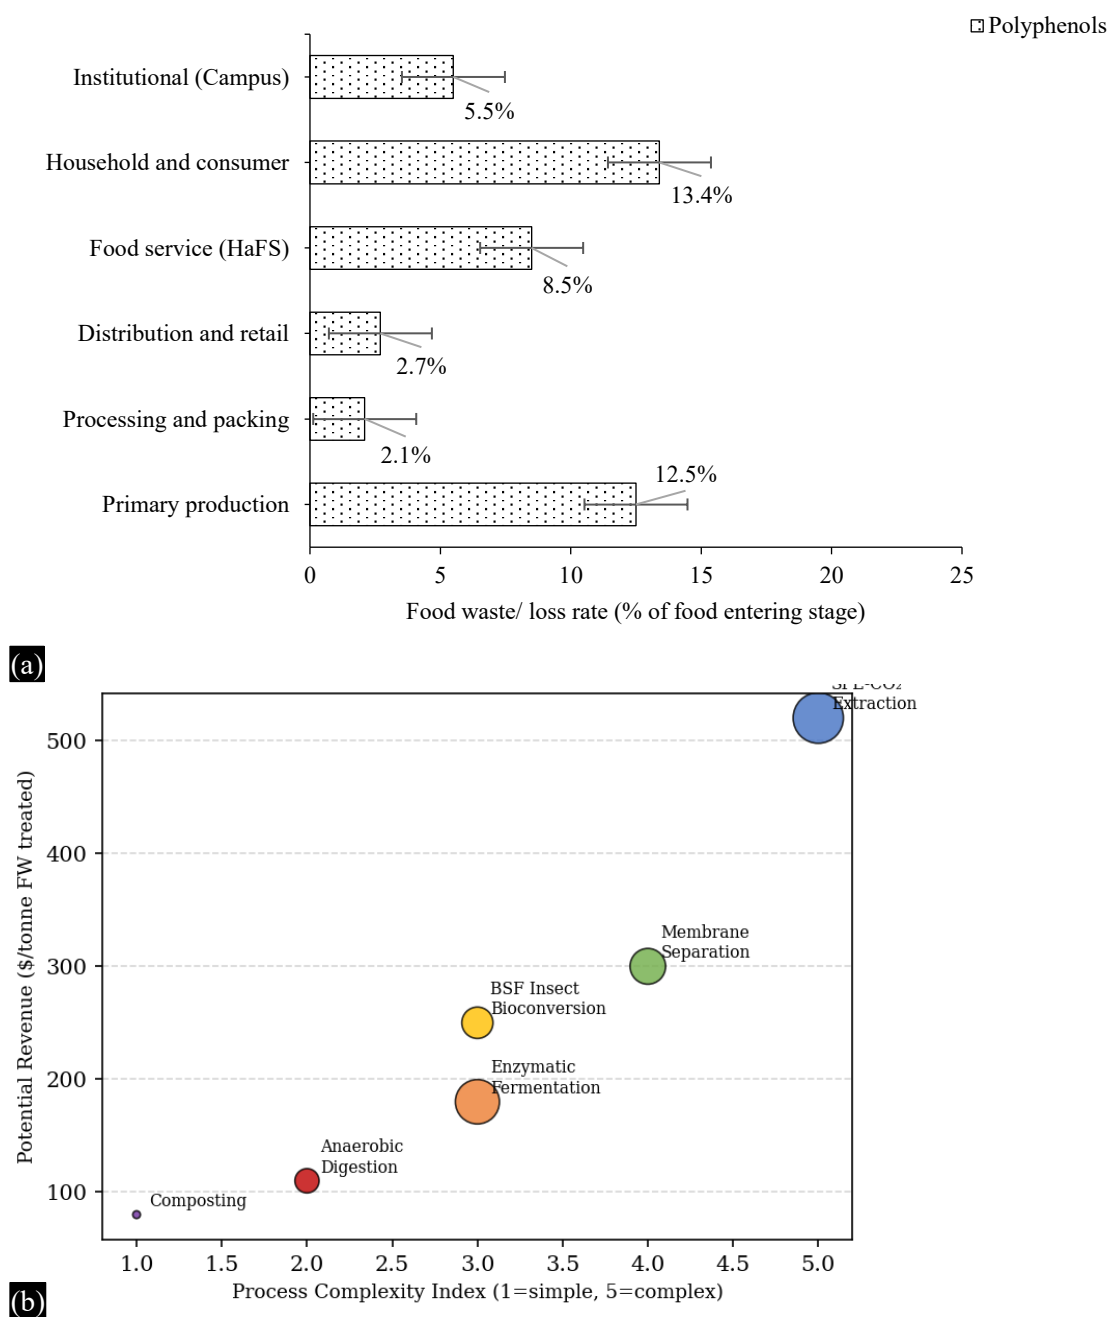 Polyphenols
Institutional (Campus)
5.5%
Household and consumer
13.4%
Food service (HaFS)
8.5%
Distribution and retail
2.7%
Processing and packing
2.1%
12.5%
Primary production
0 5 10 15 20 25
Food waste/ loss rate (% of food entering stage)
(a)
Extraction
500
400
Membrane
Separation
300
BSF Insect
Bioconversion
200
Enzymatic
Fermentation
Anaerobic
Digestion
100
Composting
Potential Revenue ($/tonne FW treated)
1.0 1.5 2.0 2.5 3.0 3.5 4.0 4.5 5.0
Process Complexity Index (1=simple, 5=complex)
(b)